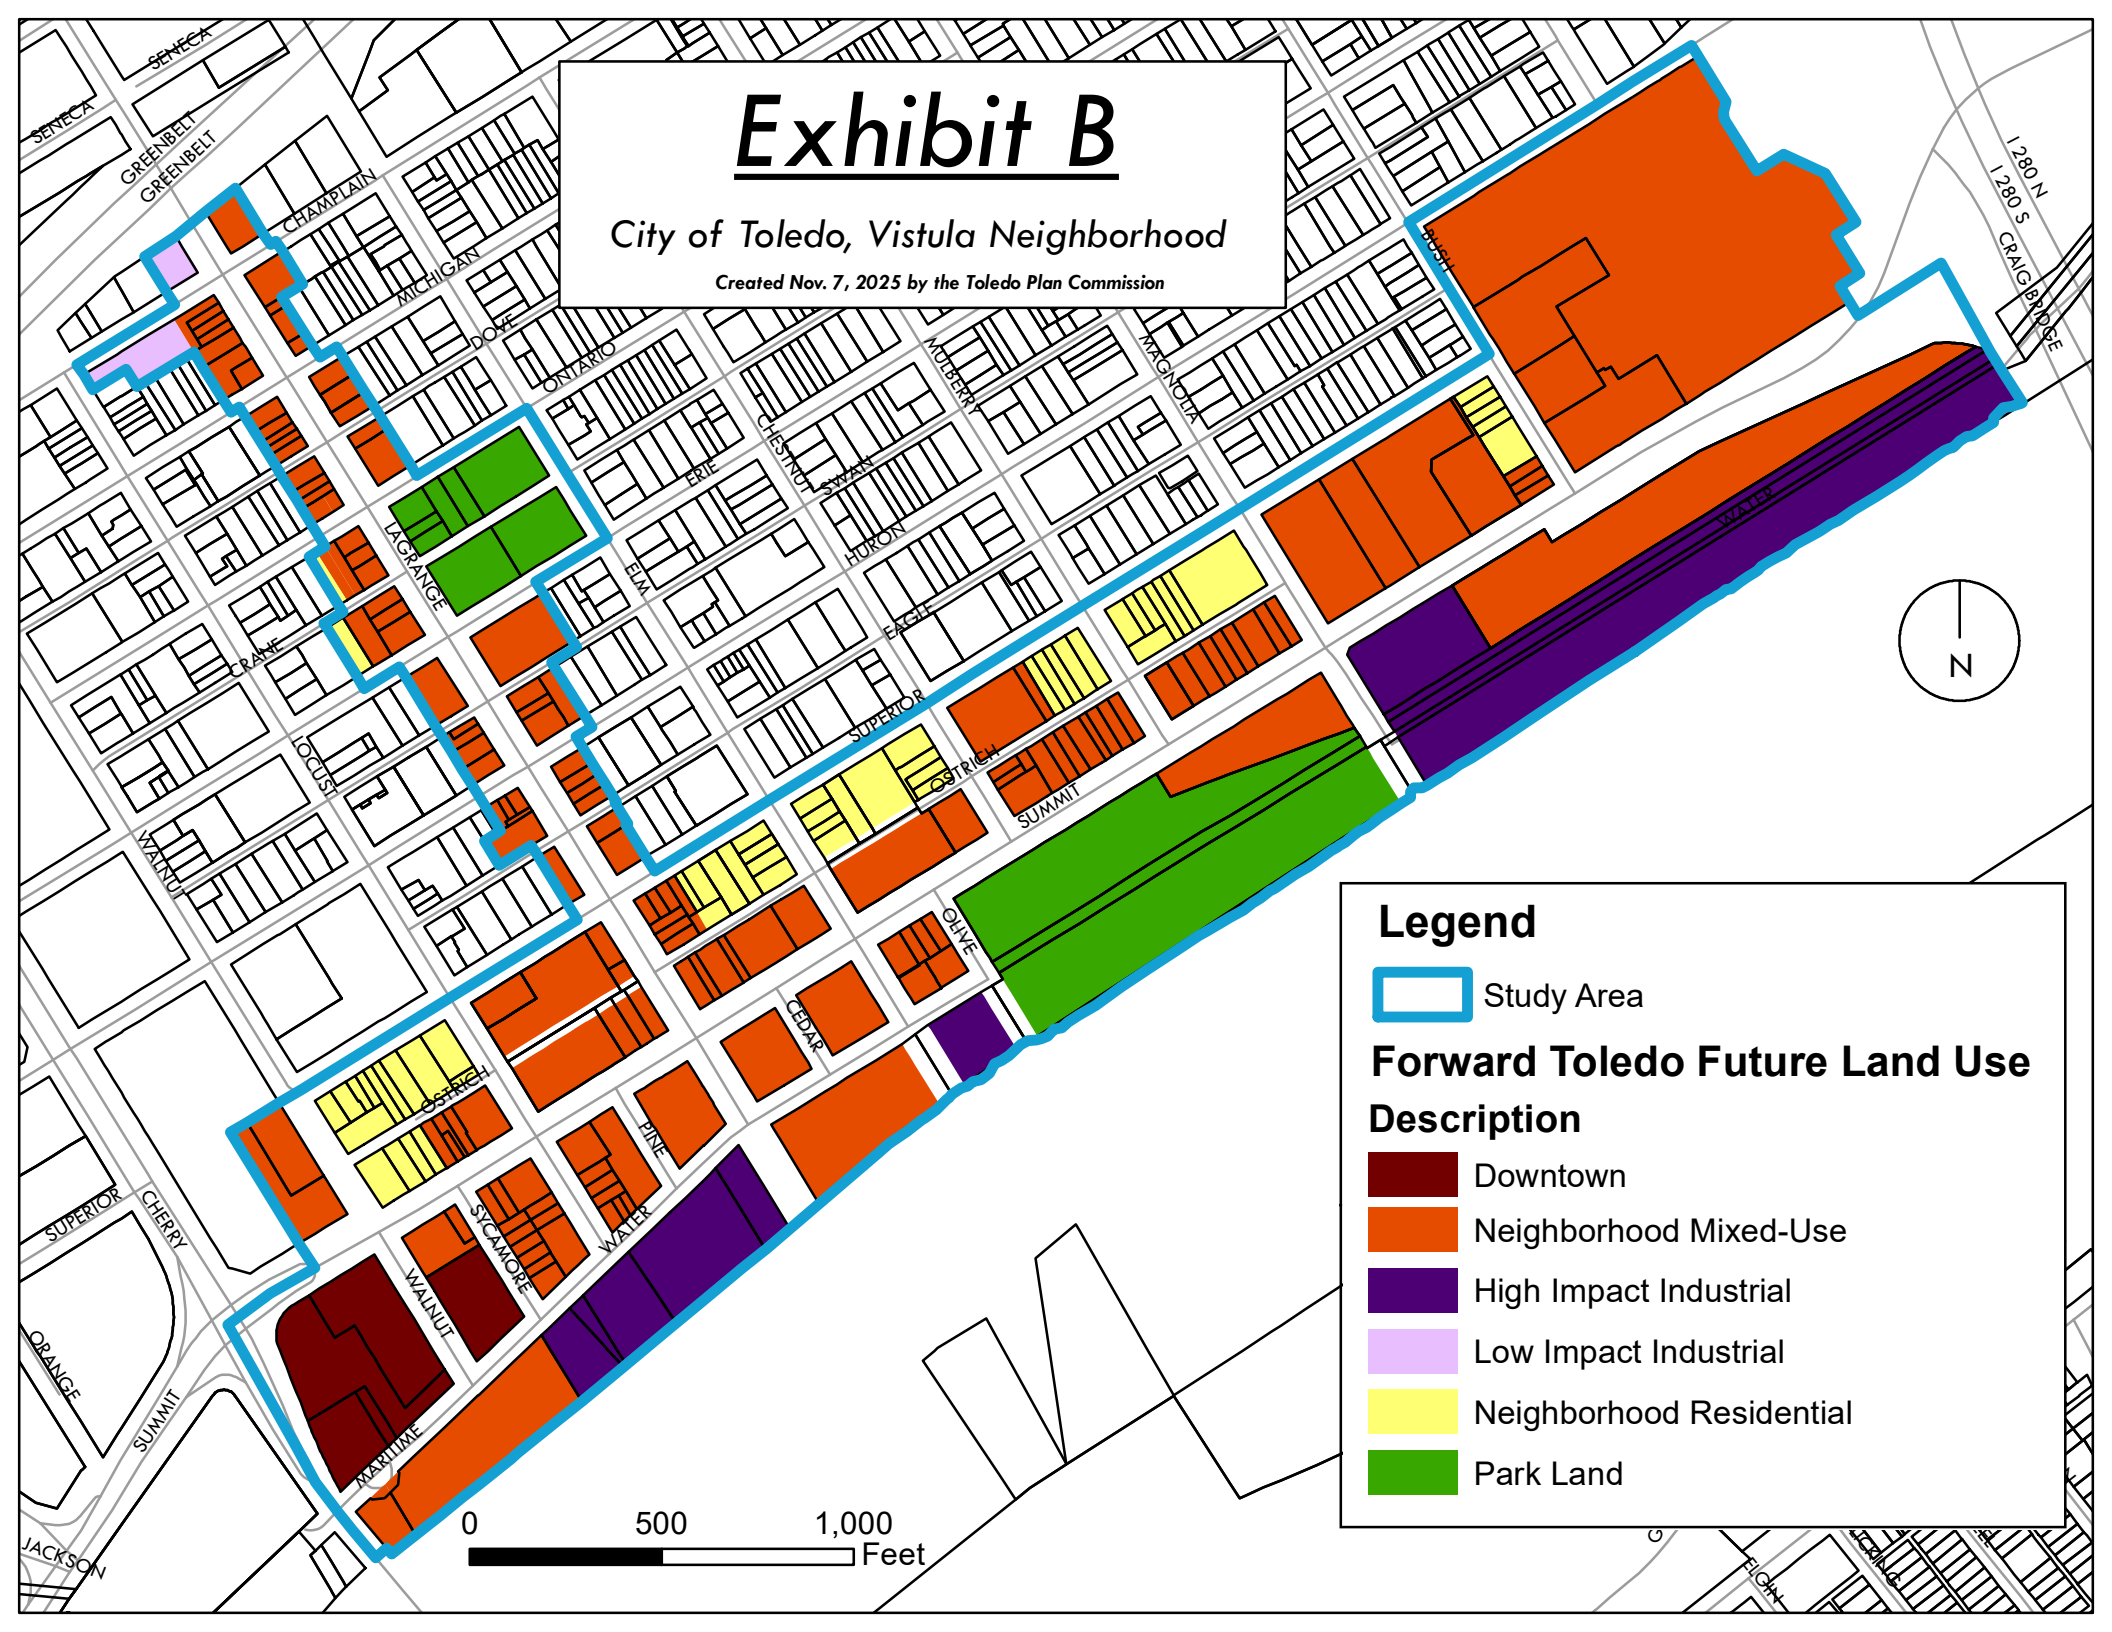 Exhibit B
City of Toledo, Vistula Neighborhood
Created Nov. 7, 2025 by the Toledo Plan Commission
SENECA
SENECA
GREENBELT
GREENBELT
CHAMPLAIN
MICHIGAN
DOVE
ONTARIO
MULBERRY
MAGNOLIA
BUSH
I 280 N
I 280 S
CRAIG BRIDGE
CHESTNUT
SWAN
ERIE
HURON
LAGRANGE
ELM
EAGLE
CRANE
SUPERIOR
OSTRICH
SUMMIT
WATER
LOCUST
WALNUT
OLIVE
CEDAR
OSTRICH
PINE
WATER
SYCAMORE
WALNUT
CHERRY
SUPERIOR
ORANGE
SUMMIT
MARITIME
JACKSON
N
Legend
Study Area
Forward Toledo Future Land Use
Description
Downtown
Neighborhood Mixed-Use
High Impact Industrial
Low Impact Industrial
Neighborhood Residential
Park Land
0 500 1,000
Feet
G
ELGIN
LICKING